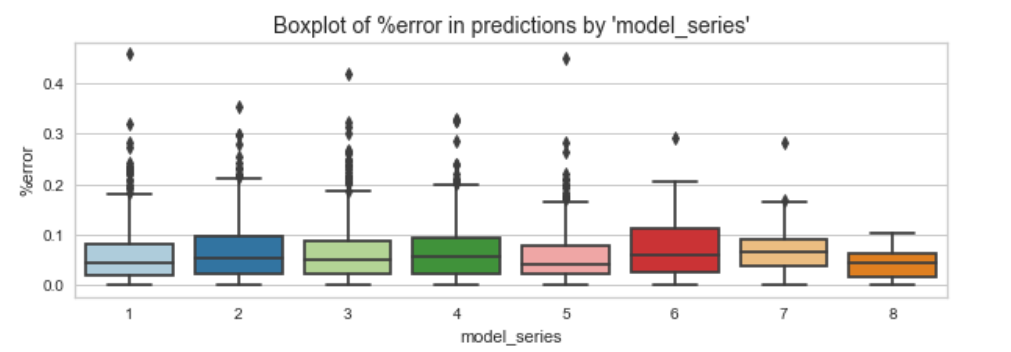 Boxplot of %error in predictions by 'model_series'
0.4
0.3
0.2
0.1
0.0
%error
1 2 3 4 5 6 7 8
model_series